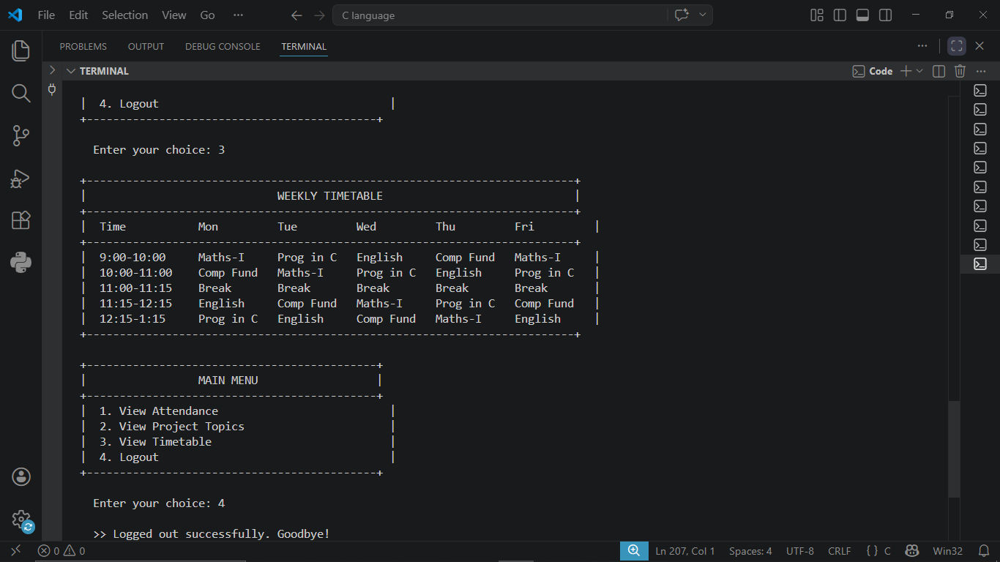 File Edit Selection View Go ··· C language
PROBLEMS OUTPUT DEBUG CONSOLE TERMINAL
TERMINAL Code
|  4. Logout                                   |
+--------------------------------------------+
Enter your choice: 3
+--------------------------------------------------------------------------+
|                             WEEKLY TIMETABLE                             |
+--------------------------------------------------------------------------+
|  Time           Mon         Tue         Wed         Thu         Fri         |
+--------------------------------------------------------------------------+
|  9:00-10:00     Maths-I     Prog in C   English     Comp Fund   Maths-I     |
|  10:00-11:00    Comp Fund   Maths-I     Prog in C   English     Prog in C   |
|  11:00-11:15    Break       Break       Break       Break       Break       |
|  11:15-12:15    English     Comp Fund   Maths-I     Prog in C   Comp Fund   |
|  12:15-1:15     Prog in C   English     Comp Fund   Maths-I     English     |
+--------------------------------------------------------------------------+
+--------------------------------------------+
|                 MAIN MENU                  |
+--------------------------------------------+
|  1. View Attendance                          |
|  2. View Project Topics                      |
|  3. View Timetable                           |
|  4. Logout                                   |
+--------------------------------------------+
Enter your choice: 4
>> Logged out successfully. Goodbye!
0 0 Ln 207, Col 1 Spaces: 4 UTF-8 CRLF {} C Win32